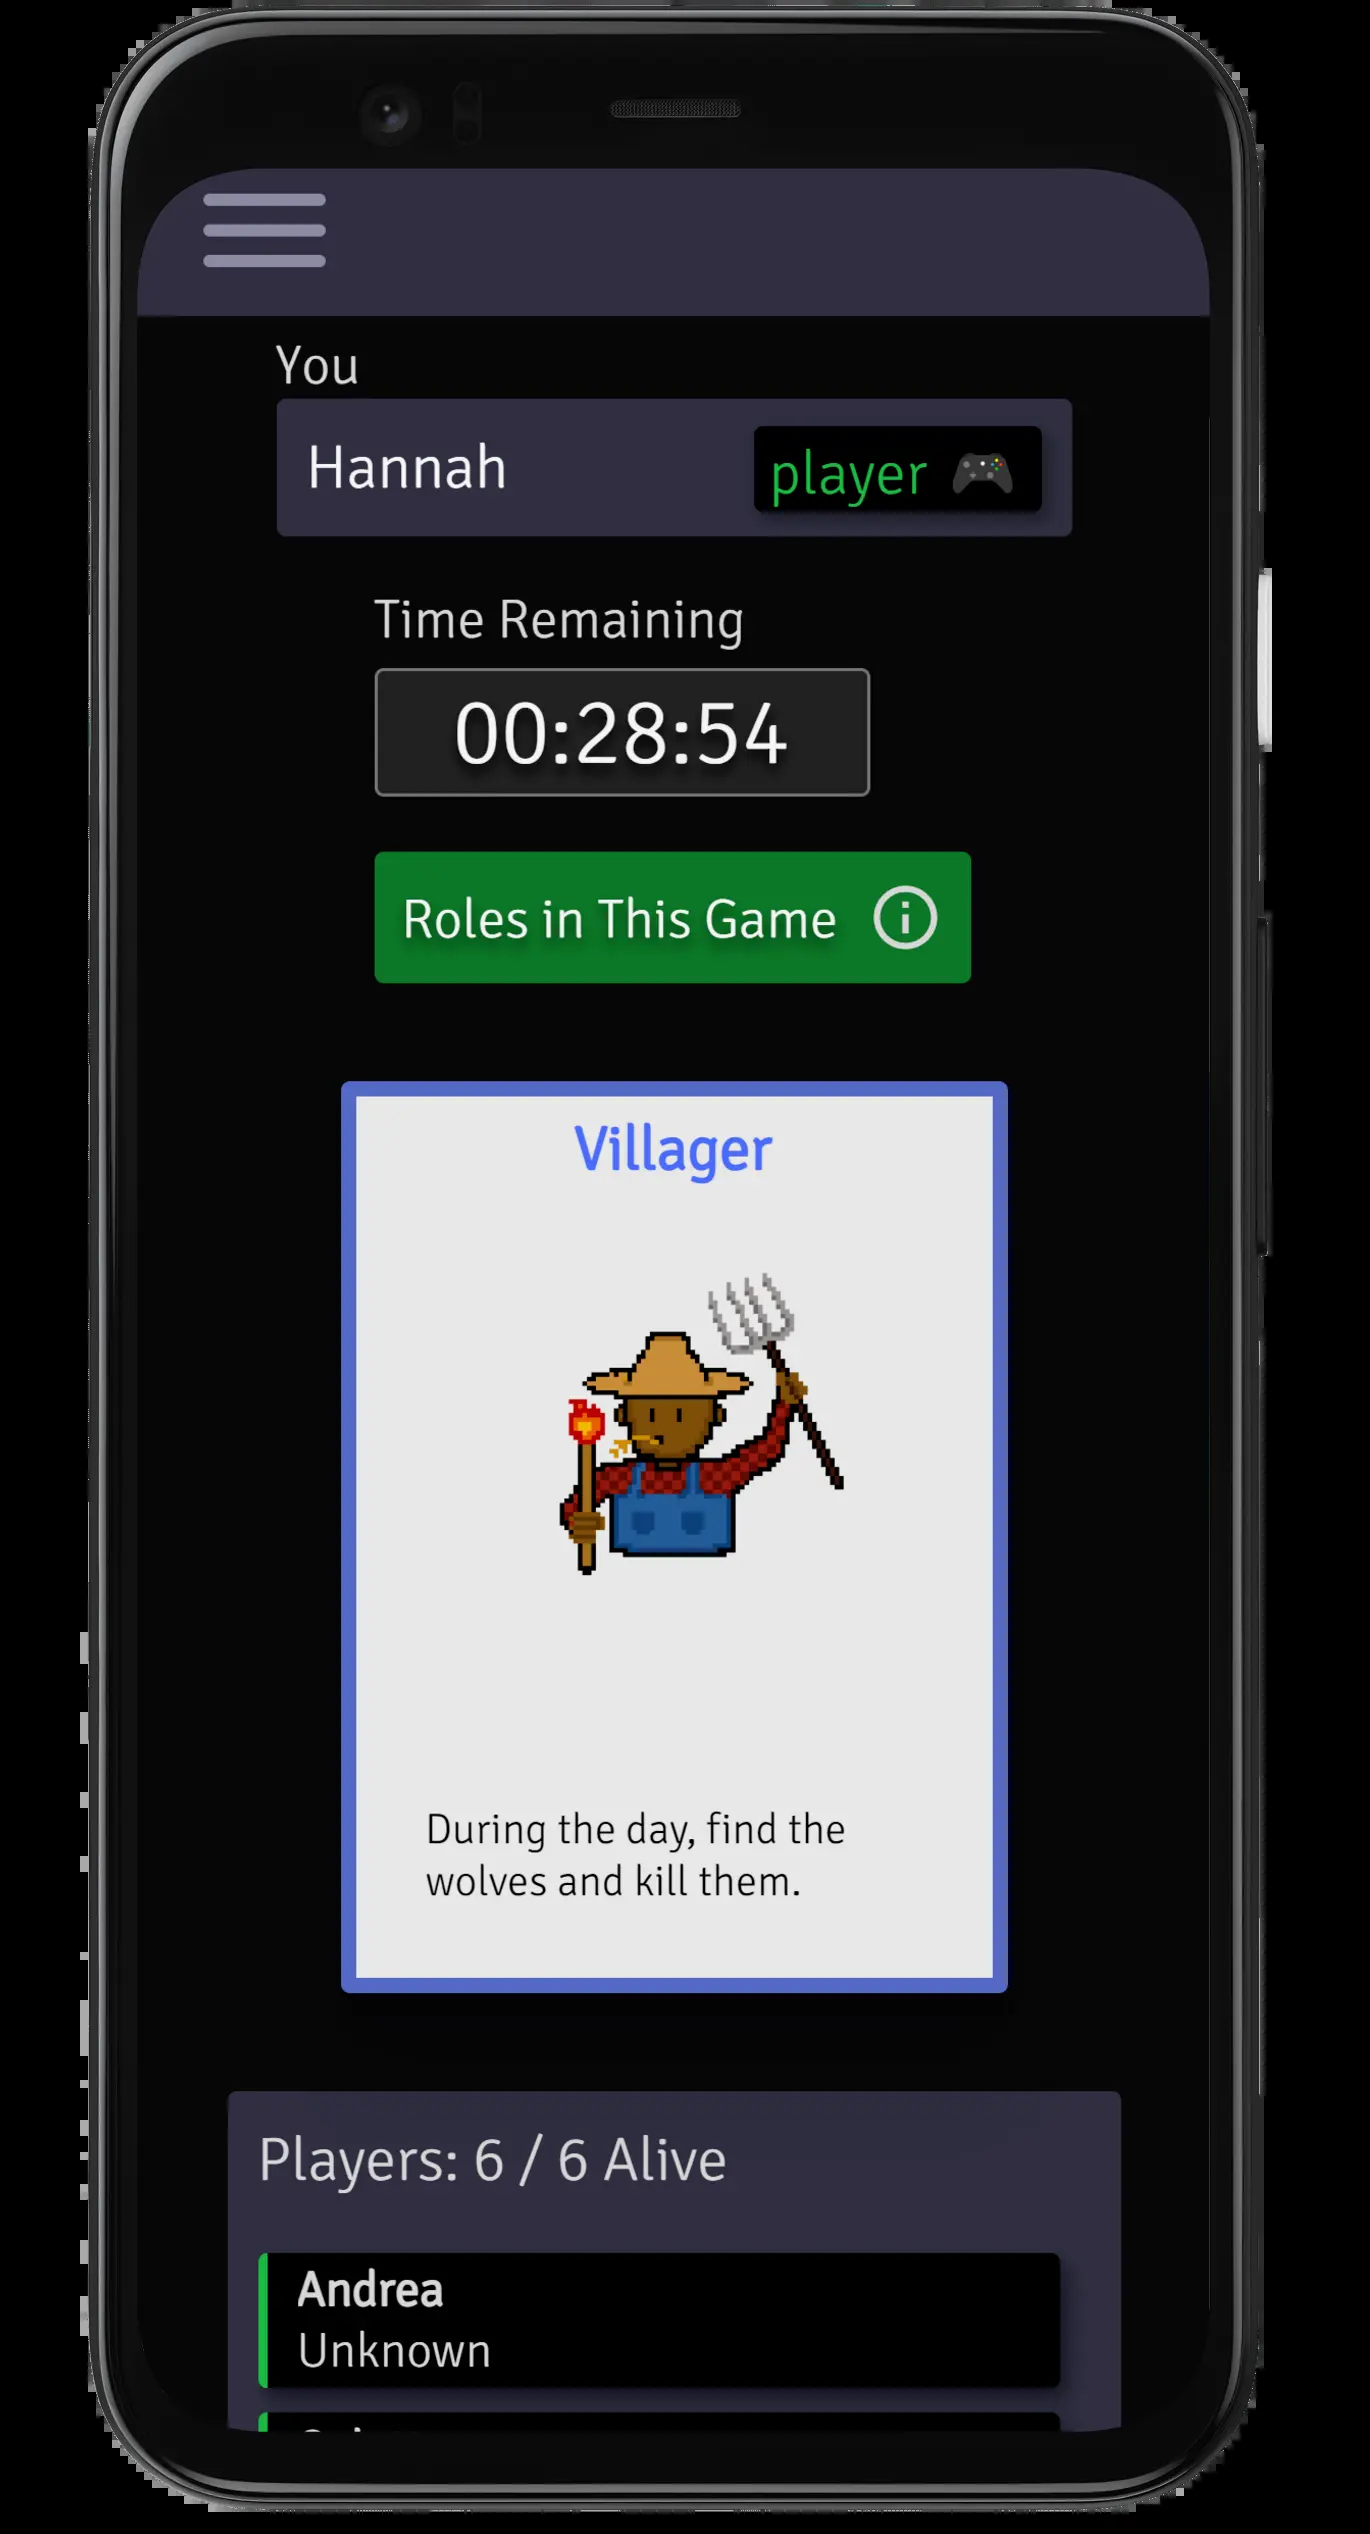 You
Hannah
player
Time Remaining
00:28:54
Roles in This Game
Villager
During the day, find the
wolves and kill them.
Players: 6 / 6 Alive
Andrea
Unknown